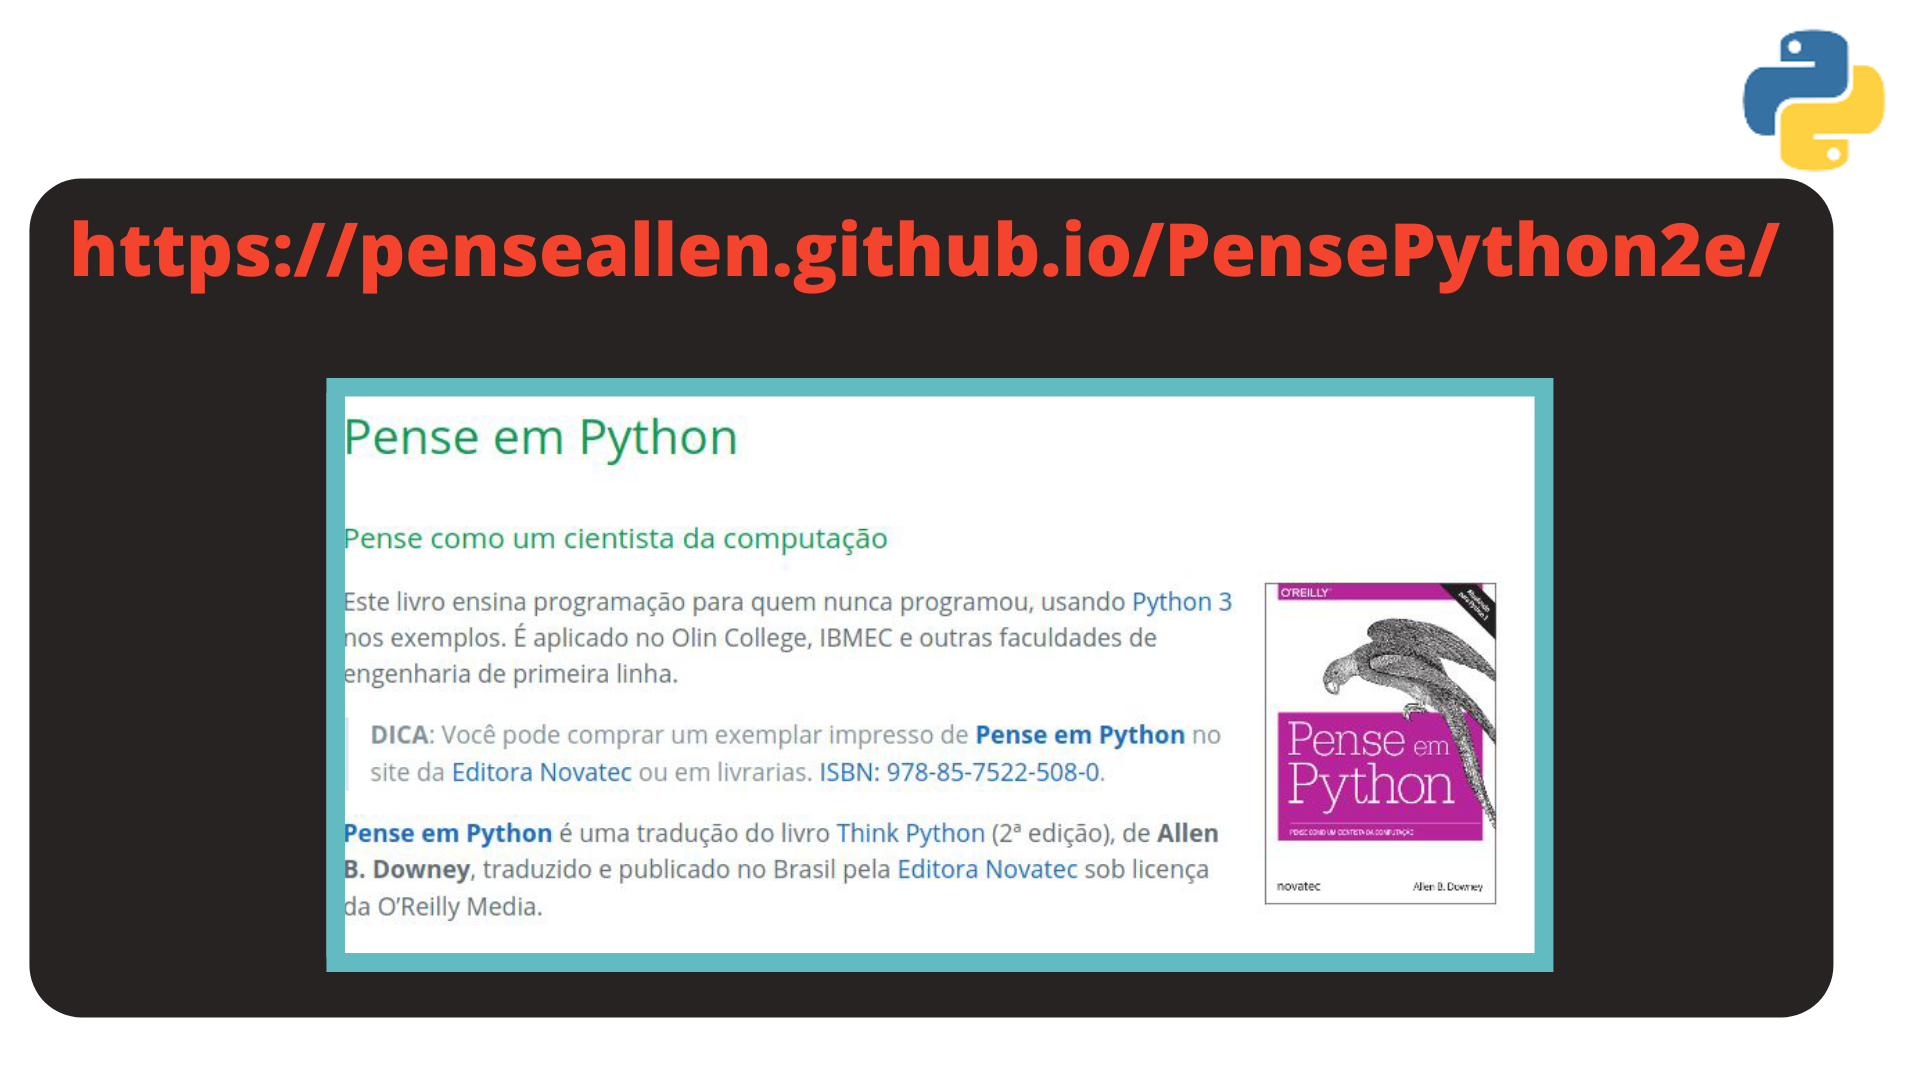 https://penseallen.github.io/PensePython2e/
Pense em Python
Pense como um cientista da computação
Este livro ensina programação para quem nunca programou, usando Python 3
nos exemplos. É aplicado no Olin College, IBMEC e outras faculdades de
engenharia de primeira linha.
DICA: Você pode comprar um exemplar impresso de Pense em Python no
site da Editora Novatec ou em livrarias. ISBN: 978-85-7522-508-0.
Pense em Python é uma tradução do livro Think Python (2ª edição), de Allen
B. Downey, traduzido e publicado no Brasil pela Editora Novatec sob licença
da O’Reilly Media.
O'REILLY
Atualizado
para Python 3
Pense em
Python
PENSE COMO UM CIENTISTA DA COMPUTAÇÃO
novatec
Allen B. Downey